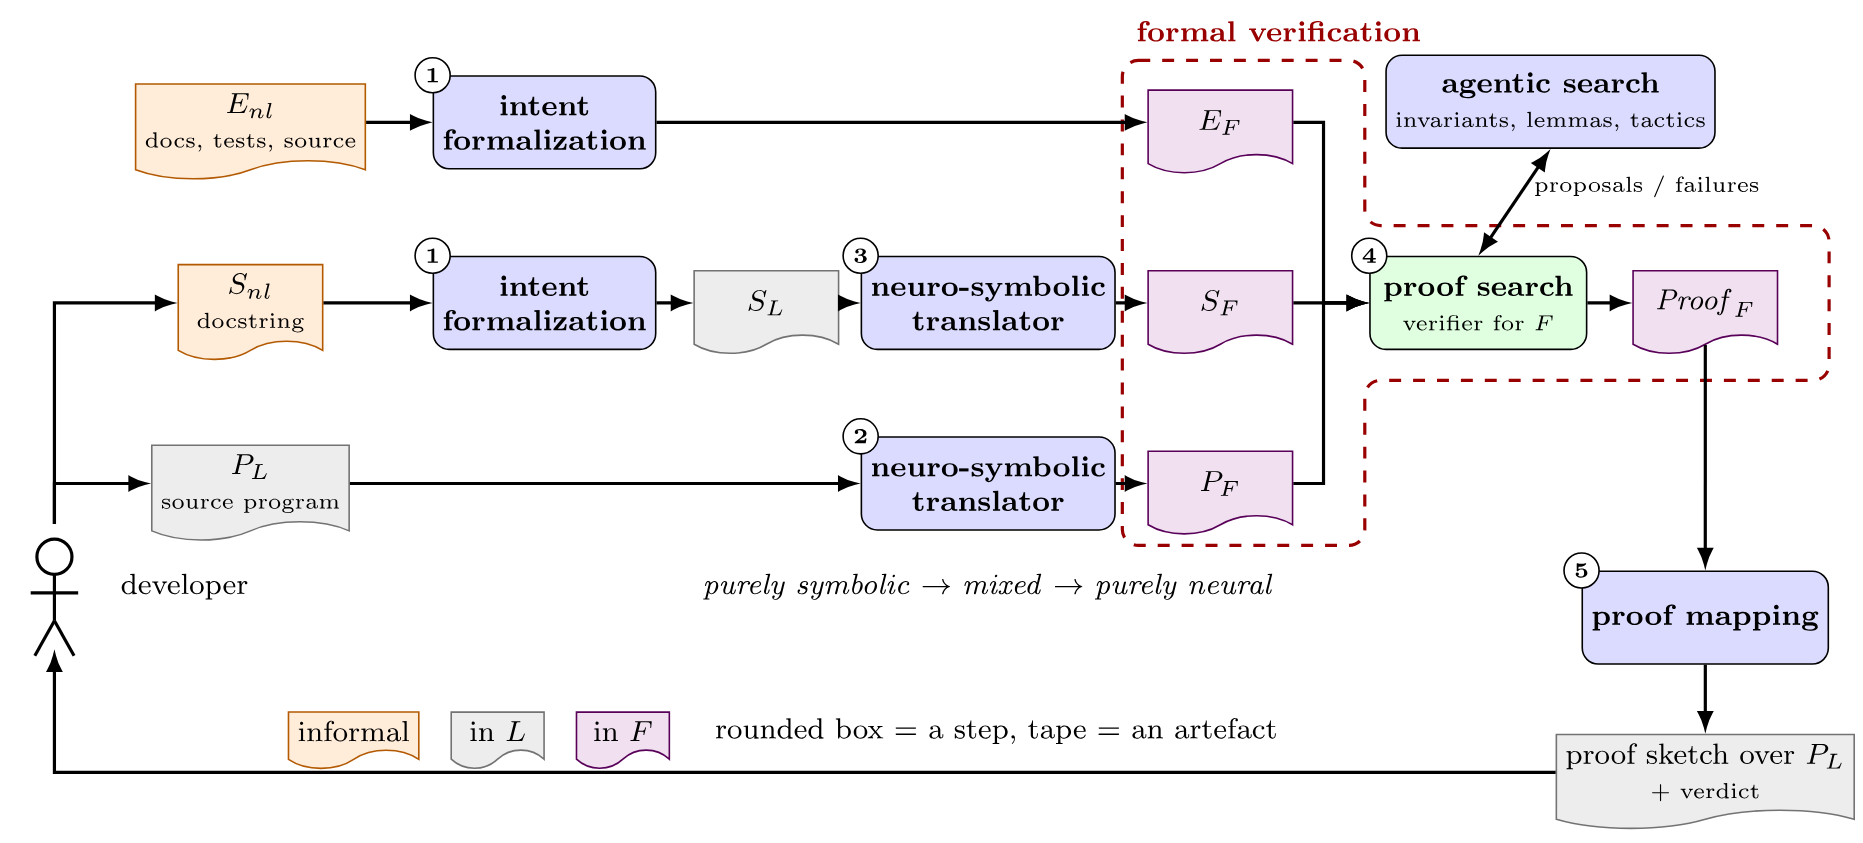 formal verification
1
E_nl
docs, tests, source
intent
formalization
E_F
agentic search
invariants, lemmas, tactics
proposals / failures
1
S_nl
docstring
intent
formalization
S_L
3
neuro-symbolic
translator
S_F
4
proof search
verifier for F
Proof_F
P_L
source program
2
neuro-symbolic
translator
P_F
developer
purely symbolic → mixed → purely neural
5
proof mapping
informal
in L
in F
rounded box = a step, tape = an artefact
proof sketch over P_L
+ verdict